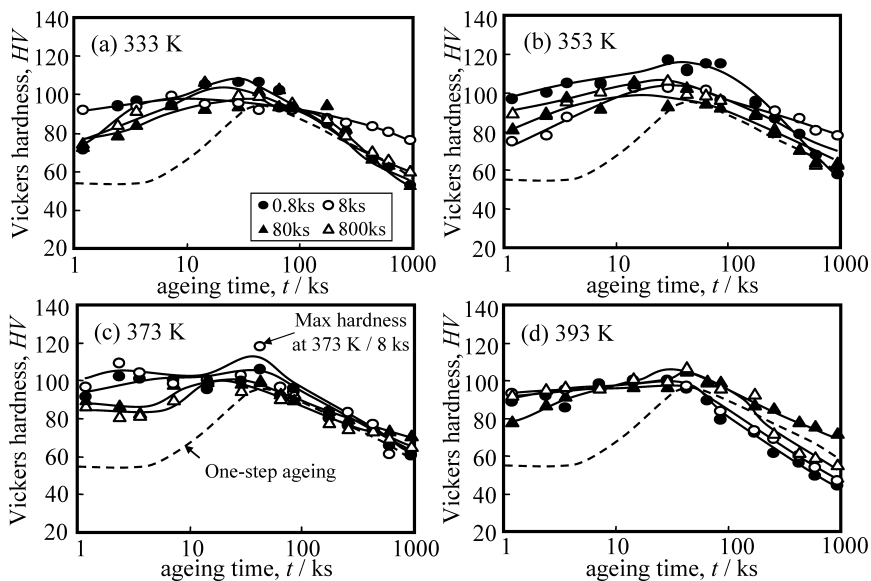 (a) 333 K
Vickers hardness, HV
140
120
100
80
60
40
20
0.8ks 8ks
80ks 800ks
1 10 100 1000
ageing time, t / ks
(b) 353 K
Vickers hardness, HV
140
120
100
80
60
40
20
1 10 100 1000
ageing time, t / ks
(c) 373 K
Vickers hardness, HV
140
120
100
80
60
40
20
Max hardness
at 373 K / 8 ks
One-step ageing
1 10 100 1000
ageing time, t / ks
(d) 393 K
Vickers hardness, HV
140
120
100
80
60
40
20
1 10 100 1000
ageing time, t / ks